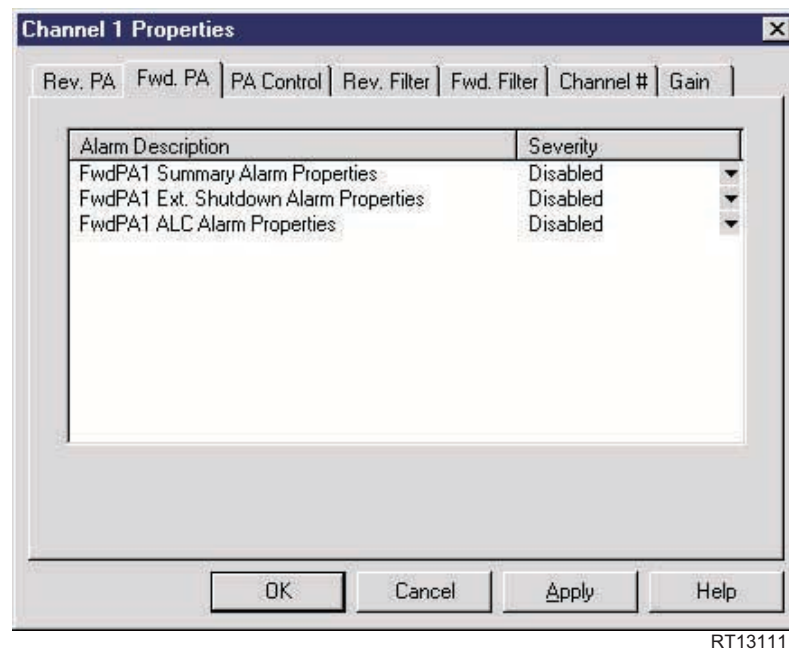 Channel 1 Properties
Rev. PA Fwd. PA PA Control Rev. Filter Fwd. Filter Channel # Gain
Alarm Description Severity
FwdPA1 Summary Alarm Properties Disabled
FwdPA1 Ext. Shutdown Alarm Properties Disabled
FwdPA1 ALC Alarm Properties Disabled
OK Cancel Apply Help
RT13111